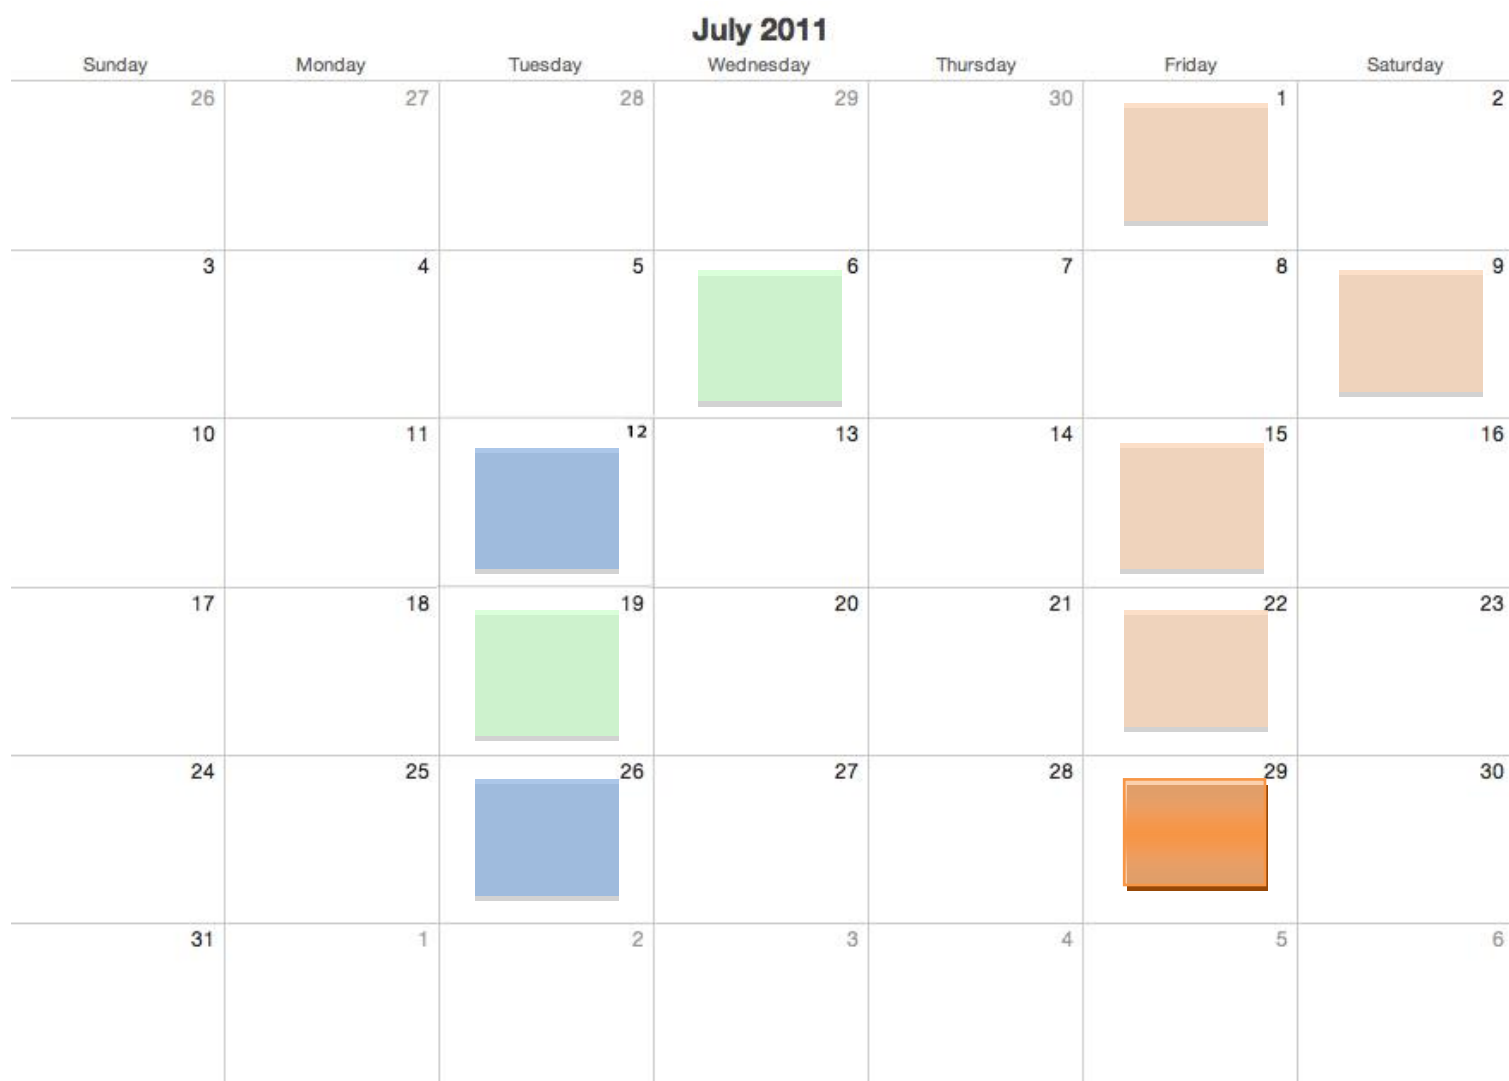 July 2011
Sunday Monday Tuesday Wednesday Thursday Friday Saturday
26 27 28 29 30 1 2
3 4 5 6 7 8 9
10 11 12 13 14 15 16
17 18 19 20 21 22 23
24 25 26 27 28 29 30
31 1 2 3 4 5 6